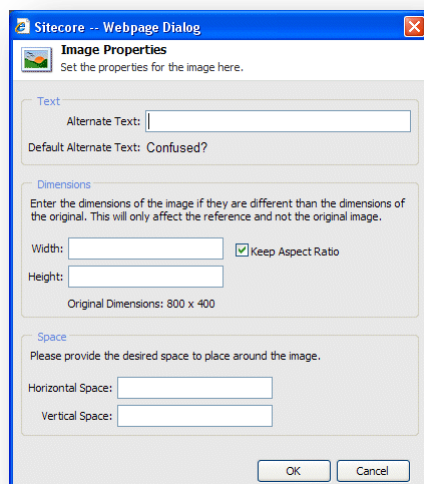 Sitecore -- Webpage Dialog
Image Properties
Set the properties for the image here.
Text
Alternate Text:
Default Alternate Text: Confused?
Dimensions
Enter the dimensions of the image if they are different than the dimensions of
the original. This will only affect the reference and not the original image.
Width:
Keep Aspect Ratio
Height:
Original Dimensions: 800 x 400
Space
Please provide the desired space to place around the image.
Horizontal Space:
Vertical Space:
OK Cancel